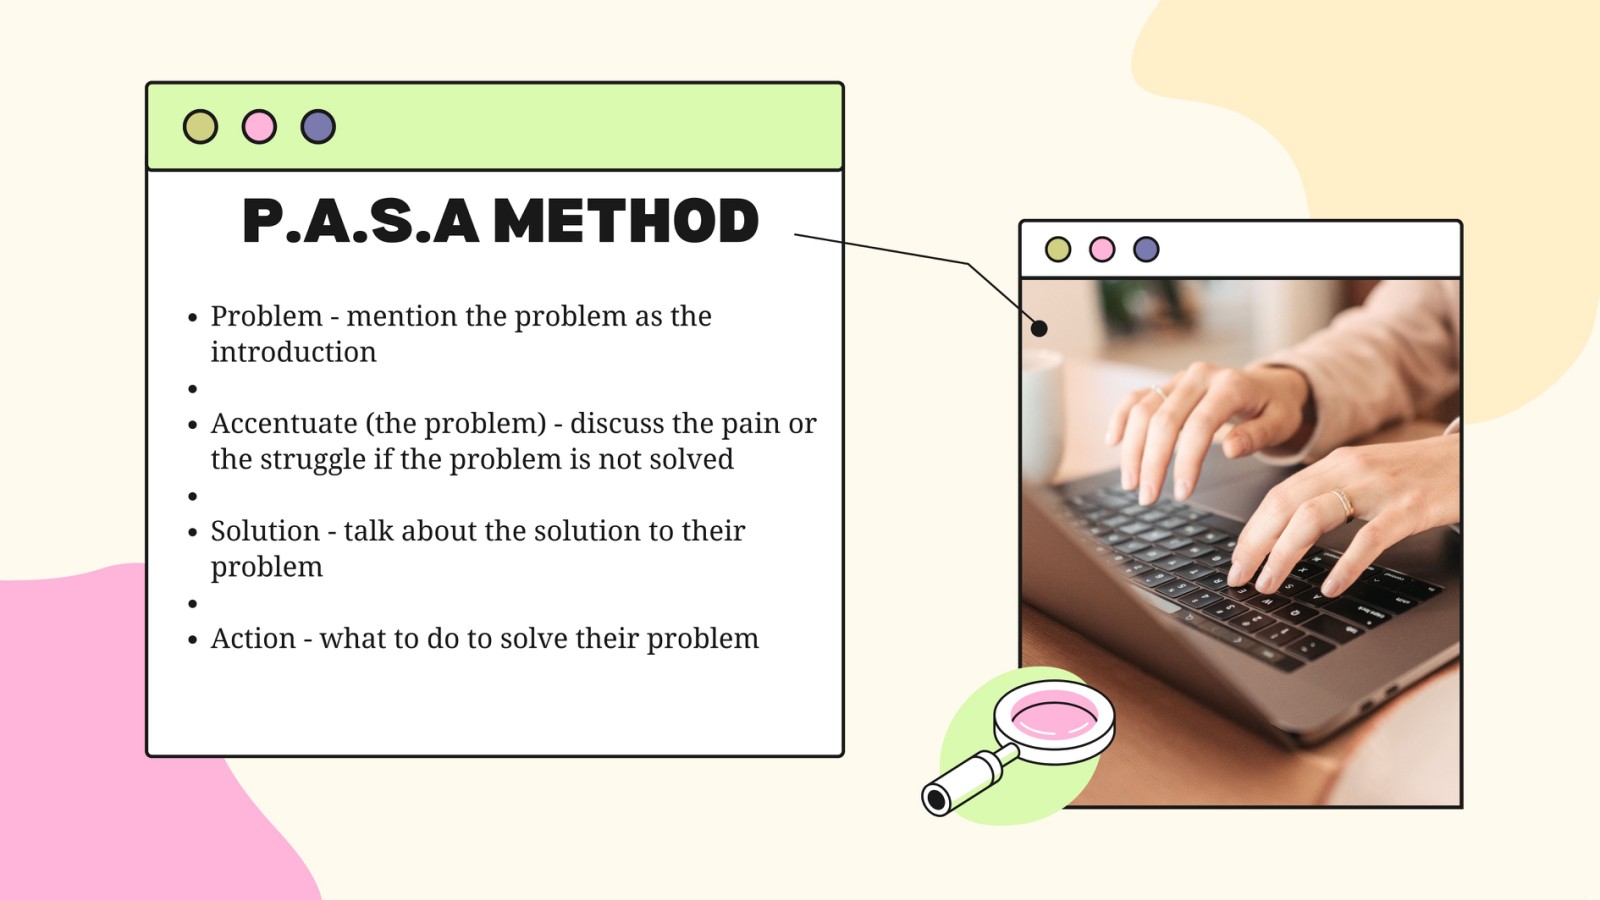 P.A.S.A METHOD
• Problem - mention the problem as the
introduction
•
• Accentuate (the problem) - discuss the pain or
the struggle if the problem is not solved
•
• Solution - talk about the solution to their
problem
•
• Action - what to do to solve their problem